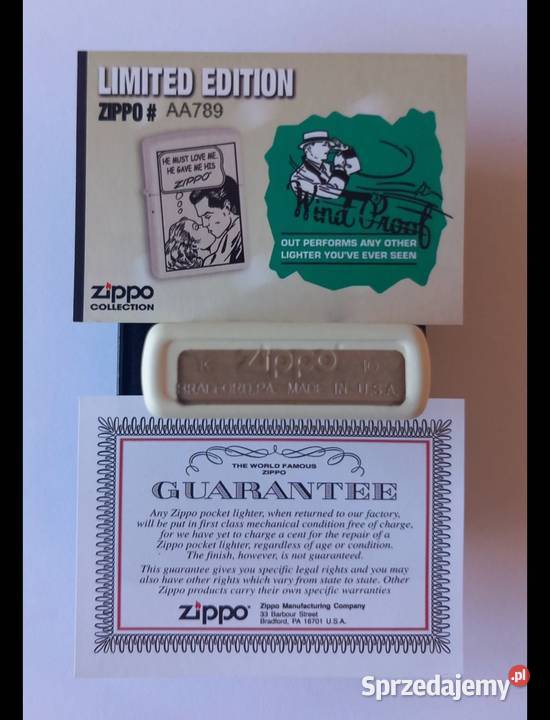 LIMITED EDITION
ZIPPO # AA789
HE MUST LOVE ME.
HE GAVE ME HIS
ZIPPO
Wind Proof
OUT PERFORMS ANY OTHER
LIGHTER YOU'VE EVER SEEN
zippo
COLLECTION
zippo
BRADFORD.PA. MADE IN U.S.A.
THE WORLD FAMOUS
ZIPPO
GUARANTEE
Any Zippo pocket lighter, when returned to our factory,
will be put in first class mechanical condition free of charge,
for we have yet to charge a cent for the repair of a
Zippo pocket lighter, regardless of age or condition.
The finish, however, is not guaranteed.
This guarantee gives you specific legal rights and you may
also have other rights which vary from state to state. Other
Zippo products carry their own specific warranties
zippo
Zippo Manufacturing Company
33 Barbour Street
Bradford, PA 16701 U.S.A.
Sprzedajemy.pl